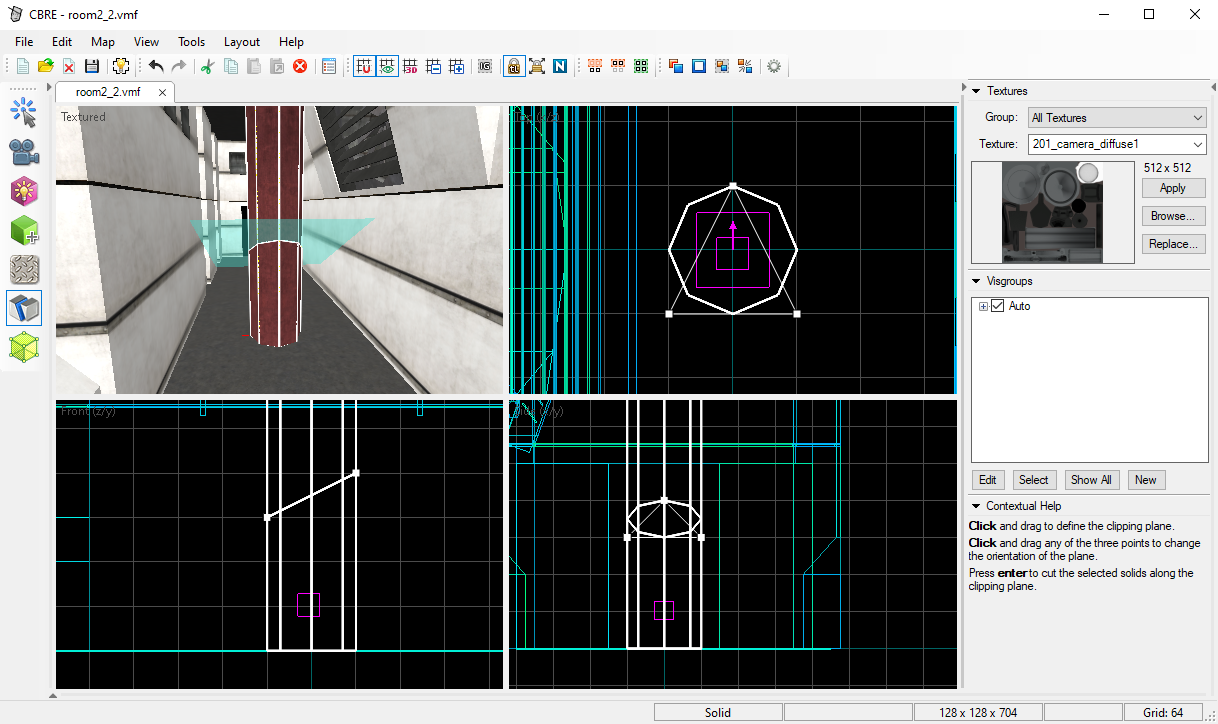 CBRE - room2_2.vmf
File Edit Map View Tools Layout Help
3D
IG
TL
N
room2_2.vmf
Textured
Front (z/y)
Textures
Group: All Textures
Texture: 201_camera_diffuse1
512 x 512
Apply
Browse...
Replace...
Visgroups
Auto
Edit Select Show All New
Contextual Help
Click and drag to define the clipping plane.
Click and drag any of the three points to change
the orientation of the plane.
Press enter to cut the selected solids along the
clipping plane.
Solid
128 x 128 x 704
Grid: 64